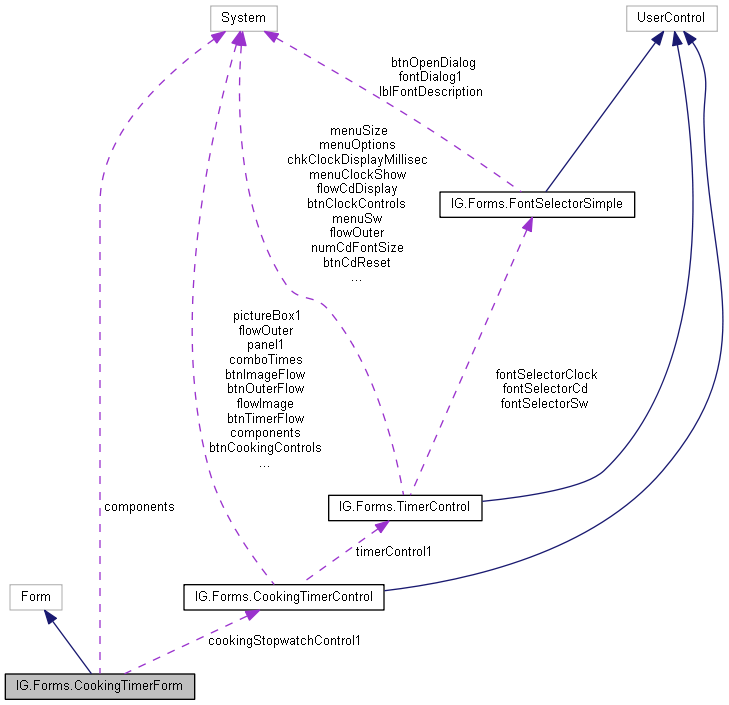 System
UserControl
btnOpenDialog
fontDialog1
lblFontDescription
menuSize
menuOptions
chkClockDisplayMillisec
menuClockShow
flowCdDisplay
btnClockControls
menuSw
flowOuter
numCdFontSize
btnCdReset
...
IG.Forms.FontSelectorSimple
pictureBox1
flowOuter
panel1
comboTimes
btnImageFlow
btnOuterFlow
flowImage
btnTimerFlow
components
btnCookingControls
...
fontSelectorClock
fontSelectorCd
fontSelectorSw
components
IG.Forms.TimerControl
timerControl1
Form
IG.Forms.CookingTimerControl
cookingStopwatchControl1
IG.Forms.CookingTimerForm